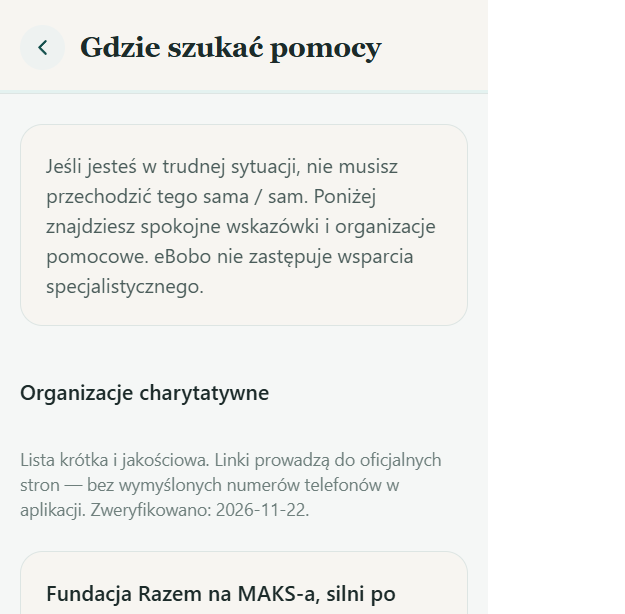 Gdzie szukać pomocy
Jeśli jesteś w trudnej sytuacji, nie musisz
przechodzić tego sama / sam. Poniżej
znajdziesz spokojne wskazówki i organizacje
pomocowe. eBobo nie zastępuje wsparcia
specjalistycznego.
Organizacje charytatywne
Lista krótka i jakościowa. Linki prowadzą do oficjalnych
stron — bez wymyślonych numerów telefonów w
aplikacji. Zweryfikowano: 2026-11-22.
Fundacja Razem na MAKS-a, silni po